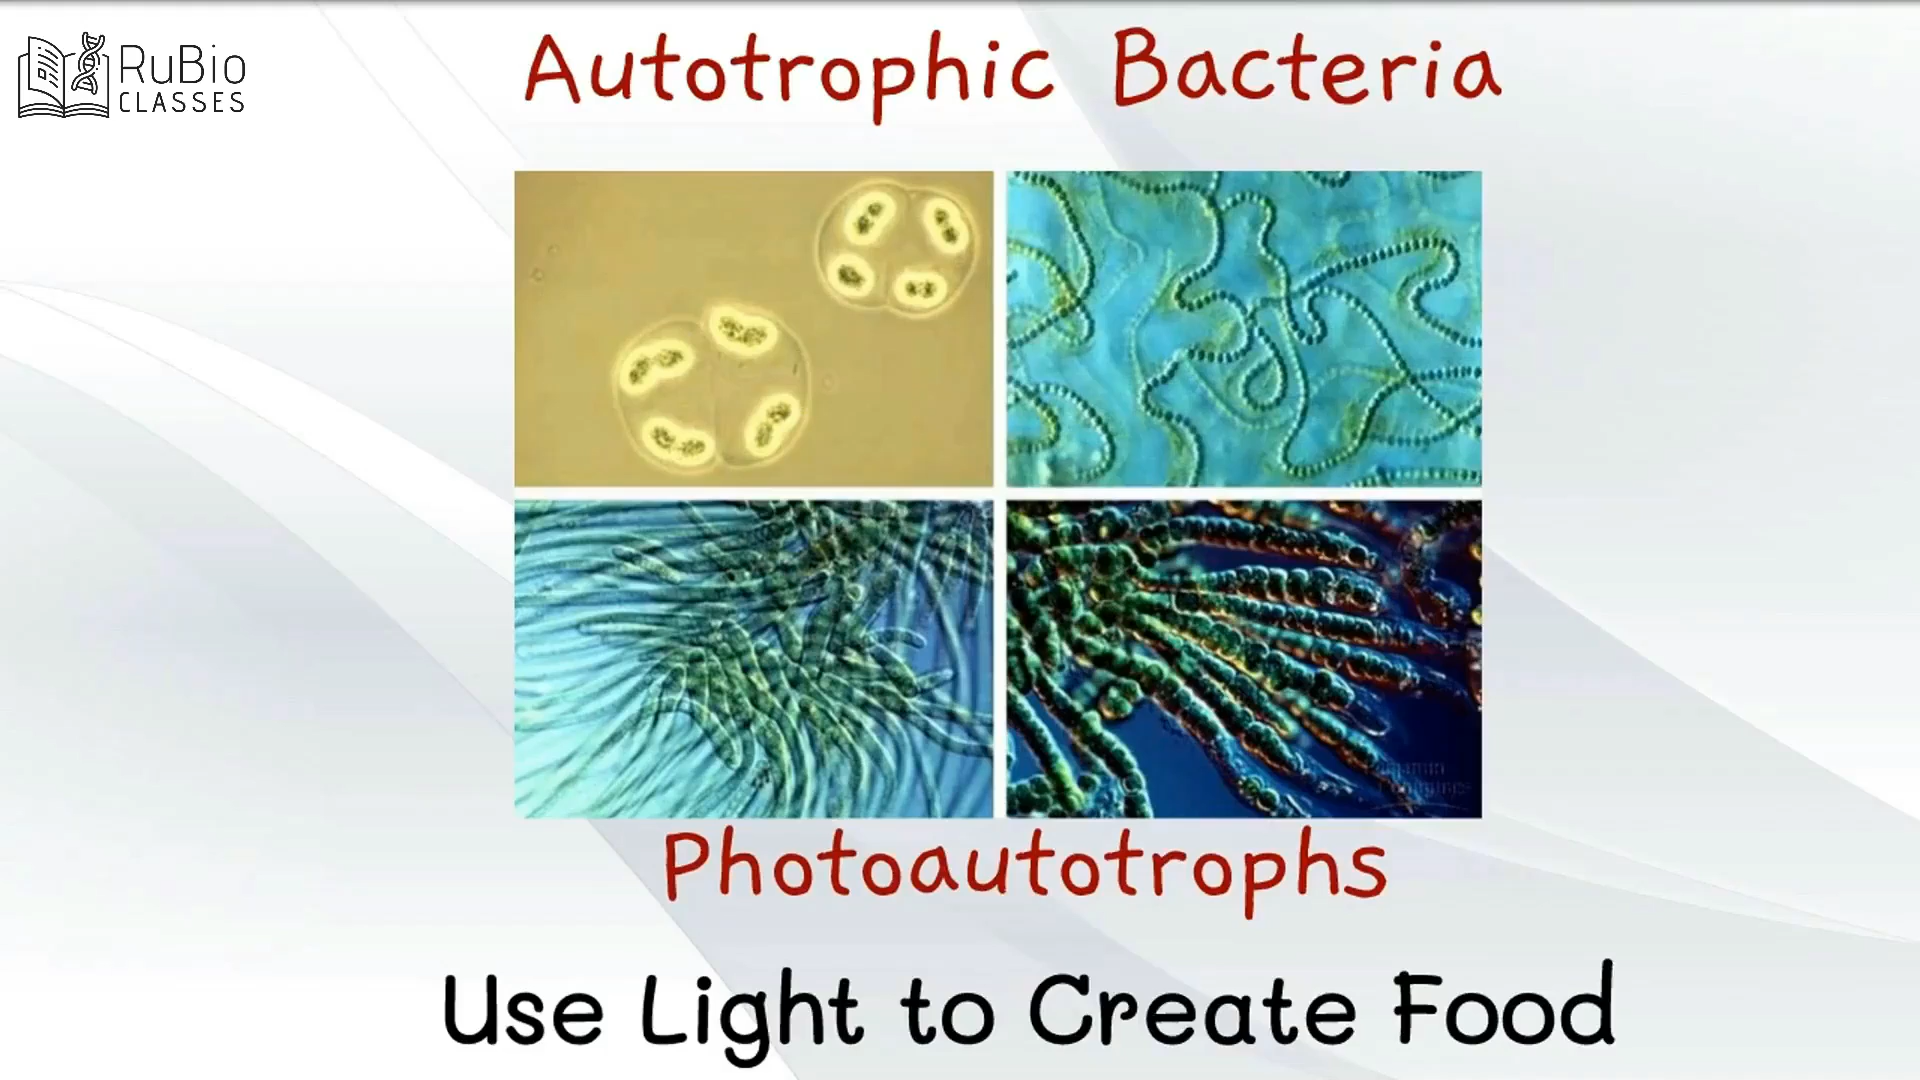 RuBio
CLASSES
Autotrophic Bacteria
Photoautotrophs
Use Light to Create Food